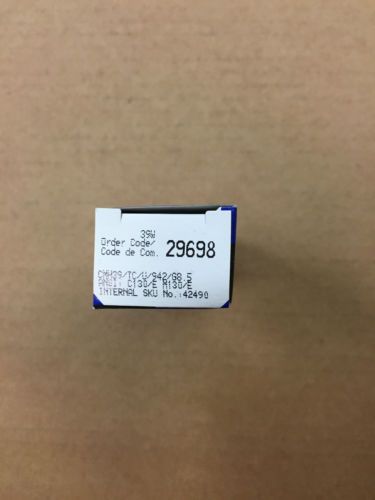 39W
Order Code/
Code de Com. 29698
CMH39/TC/U/942/G8.5
ANSI: C130/E M130/E
INTERNAL SKU No.:42490